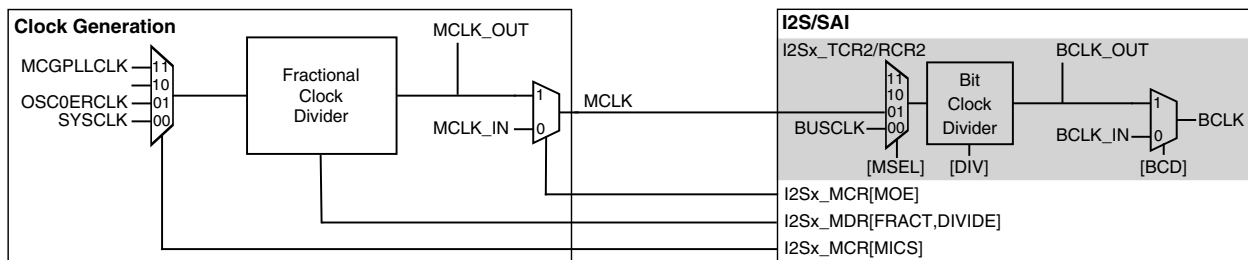 Clock Generation
MCGPLLCLK
11
10
OSC0ERCLK
01
SYSCLK
00
Fractional
Clock
Divider
MCLK_OUT
1
MCLK_IN
0
MCLK
I2S/SAI
I2Sx_TCR2/RCR2
11
10
01
BUSCLK
00
[MSEL]
Bit
Clock
Divider
[DIV]
BCLK_OUT
1
BCLK_IN
0
BCLK
[BCD]
I2Sx_MCR[MOE]
I2Sx_MDR[FRACT,DIVIDE]
I2Sx_MCR[MICS]